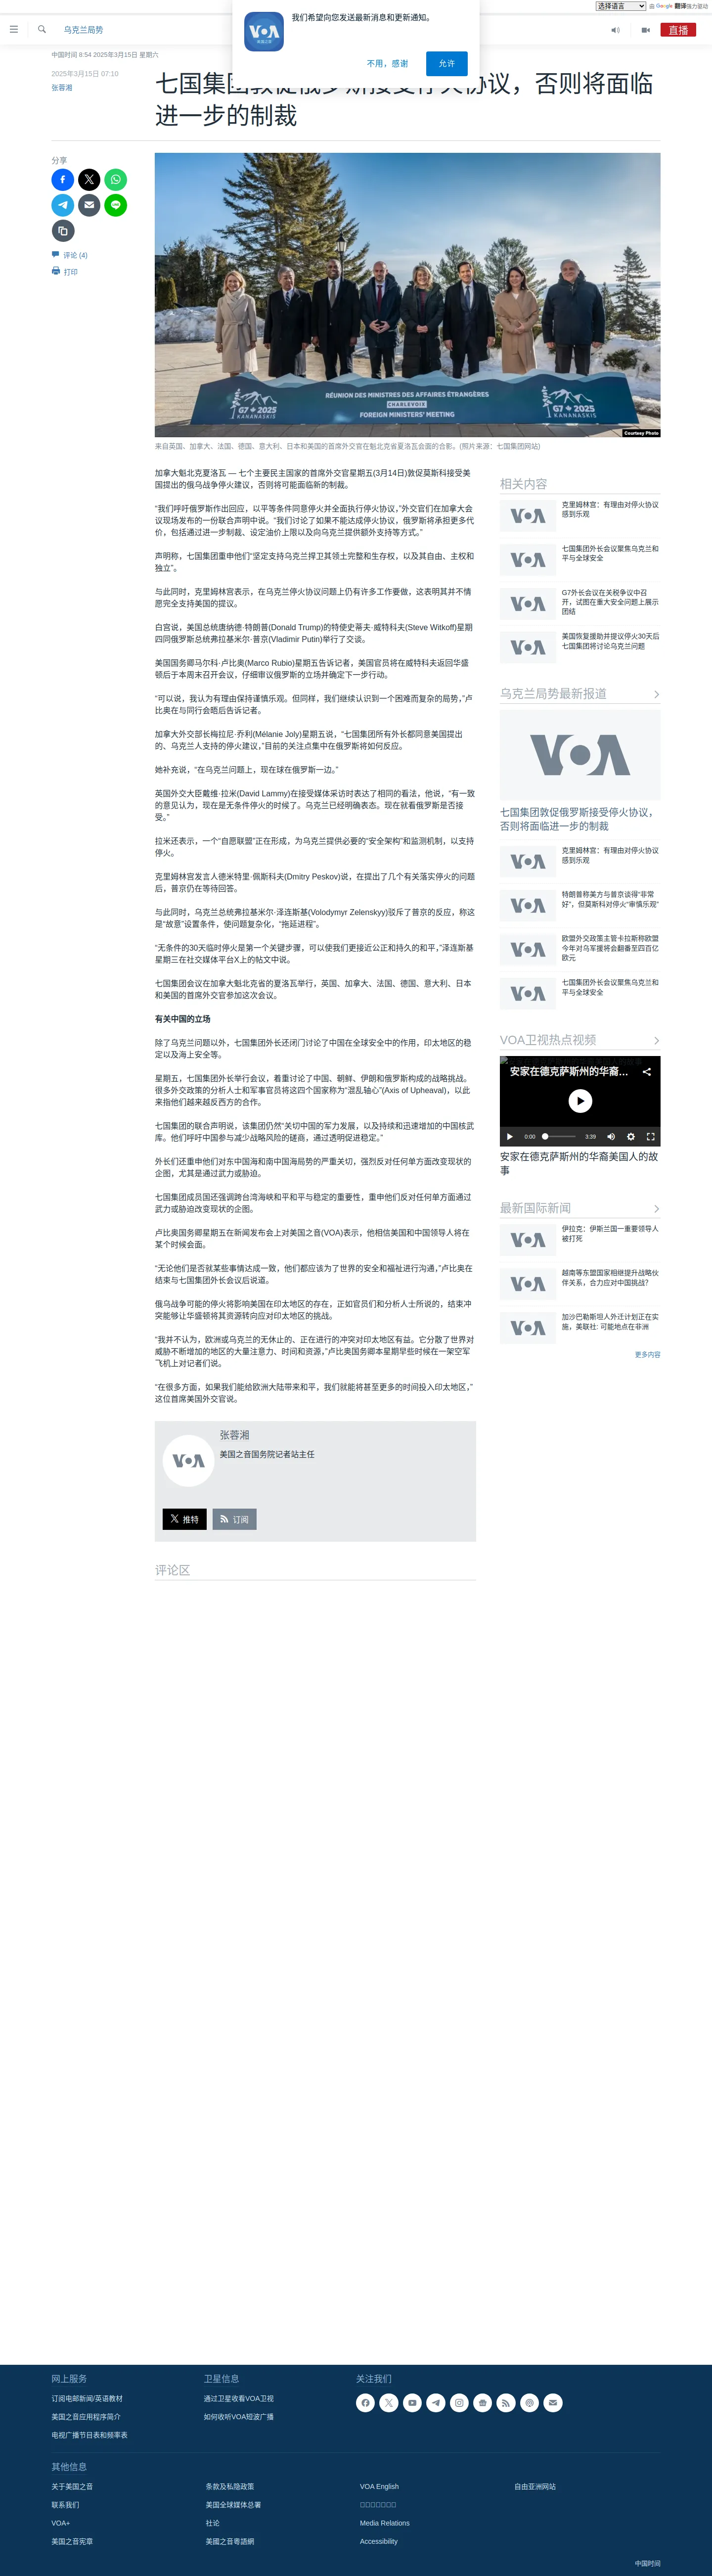 选择语言
由 Google 翻译强力驱动
我们希望向您发送最新消息和更新通知。
不用，感谢
允许
乌克兰局势
直播
中国时间 8:54 2025年3月15日 星期六
2025年3月15日 07:10
张蓉湘
进一步的制裁
分享
评论 (4)
打印
RÉUNION DES MINISTRES DES AFFAIRES ÉTRANGÈRES
CHARLEVOIX
FOREIGN MINISTERS' MEETING
G7 2025
KANANASKIS
G7 2025
KANANASKIS
Courtesy Photo
来自英国、加拿大、法国、德国、意大利、日本和美国的首席外交官在魁北克省夏洛瓦会面的合影。(照片来源：七国集团网站)
加拿大魁北克夏洛瓦 — 七个主要民主国家的首席外交官星期五(3月14日)敦促莫斯科接受美
国提出的俄乌战争停火建议，否则将可能面临新的制裁。
“我们呼吁俄罗斯作出回应，以平等条件同意停火并全面执行停火协议，”外交官们在加拿大会
议现场发布的一份联合声明中说。“我们讨论了如果不能达成停火协议，俄罗斯将承担更多代
价，包括通过进一步制裁、设定油价上限以及向乌克兰提供额外支持等方式。”
声明称，七国集团重申他们“坚定支持乌克兰捍卫其领土完整和生存权，以及其自由、主权和
独立”。
与此同时，克里姆林宫表示，在乌克兰停火协议问题上仍有许多工作要做，这表明其并不情
愿完全支持美国的提议。
白宫说，美国总统唐纳德·特朗普(Donald Trump)的特使史蒂夫·威特科夫(Steve Witkoff)星期
四同俄罗斯总统弗拉基米尔·普京(Vladimir Putin)举行了交谈。
美国国务卿马尔科·卢比奥(Marco Rubio)星期五告诉记者，美国官员将在威特科夫返回华盛
顿后于本周末召开会议，仔细审议俄罗斯的立场并确定下一步行动。
“可以说，我认为有理由保持谨慎乐观。但同样，我们继续认识到一个困难而复杂的局势，”卢
比奥在与同行会晤后告诉记者。
加拿大外交部长梅拉尼·乔利(Mélanie Joly)星期五说，“七国集团所有外长都同意美国提出
的、乌克兰人支持的停火建议，”目前的关注点集中在俄罗斯将如何反应。
她补充说，“在乌克兰问题上，现在球在俄罗斯一边。”
英国外交大臣戴维·拉米(David Lammy)在接受媒体采访时表达了相同的看法，他说，“有一致
的意见认为，现在是无条件停火的时候了。乌克兰已经明确表态。现在就看俄罗斯是否接
受。”
拉米还表示，一个“自愿联盟”正在形成，为乌克兰提供必要的“安全架构”和监测机制，以支持
停火。
克里姆林宫发言人德米特里·佩斯科夫(Dmitry Peskov)说，在提出了几个有关落实停火的问题
后，普京仍在等待回答。
与此同时，乌克兰总统弗拉基米尔·泽连斯基(Volodymyr Zelenskyy)驳斥了普京的反应，称这
是“故意”设置条件，使问题复杂化，“拖延进程”。
“无条件的30天临时停火是第一个关键步骤，可以使我们更接近公正和持久的和平，”泽连斯基
星期三在社交媒体平台X上的帖文中说。
七国集团会议在加拿大魁北克省的夏洛瓦举行，英国、加拿大、法国、德国、意大利、日本
和美国的首席外交官参加这次会议。
有关中国的立场
除了乌克兰问题以外，七国集团外长还闭门讨论了中国在全球安全中的作用，印太地区的稳
定以及海上安全等。
星期五，七国集团外长举行会议，着重讨论了中国、朝鲜、伊朗和俄罗斯构成的战略挑战。
很多外交政策的分析人士和军事官员将这四个国家称为“混乱轴心”(Axis of Upheaval)，以此
来指他们越来越反西方的合作。
七国集团的联合声明说，该集团仍然“关切中国的军力发展，以及持续和迅速增加的中国核武
库。他们呼吁中国参与减少战略风险的磋商，通过透明促进稳定。”
外长们还重申他们对东中国海和南中国海局势的严重关切，强烈反对任何单方面改变现状的
企图，尤其是通过武力或胁迫。
七国集团成员国还强调跨台湾海峡和平和平与稳定的重要性，重申他们反对任何单方面通过
武力或胁迫改变现状的企图。
卢比奥国务卿星期五在新闻发布会上对美国之音(VOA)表示，他相信美国和中国领导人将在
某个时候会面。
“无论他们是否就某些事情达成一致，他们都应该为了世界的安全和福祉进行沟通，”卢比奥在
结束与七国集团外长会议后说道。
俄乌战争可能的停火将影响美国在印太地区的存在，正如官员们和分析人士所说的，结束冲
突能够让华盛顿将其资源转向应对印太地区的挑战。
“我并不认为，欧洲或乌克兰的无休止的、正在进行的冲突对印太地区有益。它分散了世界对
威胁不断增加的地区的大量注意力、时间和资源，”卢比奥国务卿本星期早些时候在一架空军
飞机上对记者们说。
“在很多方面，如果我们能给欧洲大陆带来和平，我们就能将甚至更多的时间投入印太地区，”
这位首席美国外交官说。
张蓉湘
美国之音国务院记者站主任
推特
订阅
评论区
相关内容
克里姆林宫：有理由对停火协议
感到乐观
七国集团外长会议聚焦乌克兰和
平与全球安全
G7外长会议在关税争议中召
开，试图在重大安全问题上展示
团结
美国恢复援助并提议停火30天后
七国集团将讨论乌克兰问题
乌克兰局势最新报道
七国集团敦促俄罗斯接受停火协议，
否则将面临进一步的制裁
克里姆林宫：有理由对停火协议
感到乐观
特朗普称美方与普京谈得“非常
好”，但莫斯科对停火“审慎乐观”
欧盟外交政策主管卡拉斯称欧盟
今年对乌军援将会翻番至四百亿
欧元
七国集团外长会议聚焦乌克兰和
平与全球安全
VOA卫视热点视频
安家在德克萨斯州的华裔…
0:00
3:39
安家在德克萨斯州的华裔美国人的故
事
最新国际新闻
伊拉克：伊斯兰国一重要领导人
被打死
越南等东盟国家相继提升战略伙
伴关系，合力应对中国挑战？
加沙巴勒斯坦人外迁计划正在实
施，美联社: 可能地点在非洲
更多内容
网上服务
订阅电邮新闻/英语教材
美国之音应用程序简介
电视广播节目表和频率表
卫星信息
通过卫星收看VOA卫视
如何收听VOA短波广播
关注我们
其他信息
关于美国之音
联系我们
VOA+
美国之音宪章
条款及私隐政策
美国全球媒体总署
社论
美國之音粵語網
VOA English
Media Relations
Accessibility
自由亚洲网站
中国时间